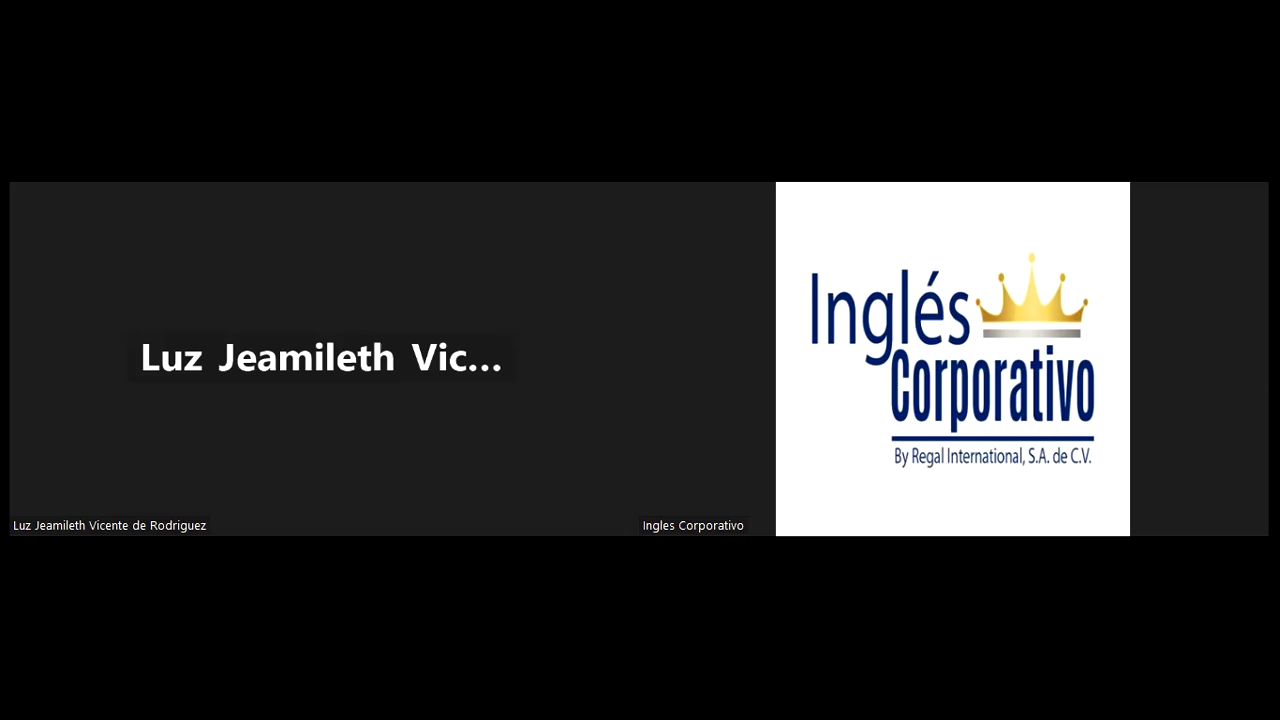 Luz Jeamileth Vic...
Luz Jeamileth Vicente de Rodriguez
Inglés
Corporativo
By Regal International, S.A. de C.V.
Ingles Corporativo